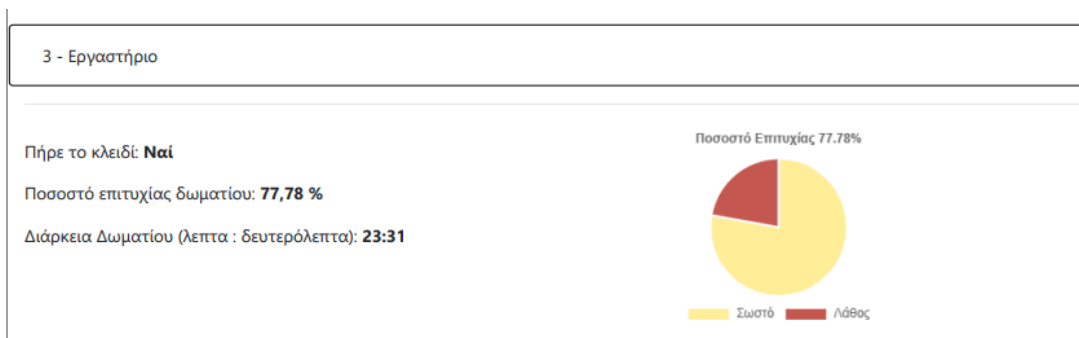 3 - Εργαστήριο
Πήρε το κλειδί: Ναί
Ποσοστό επιτυχίας δωματίου: 77,78 %
Διάρκεια Δωματίου (λεπτα : δευτερόλεπτα): 23:31
Ποσοστό Επιτυχίας 77.78%
Σωστό Λάθος